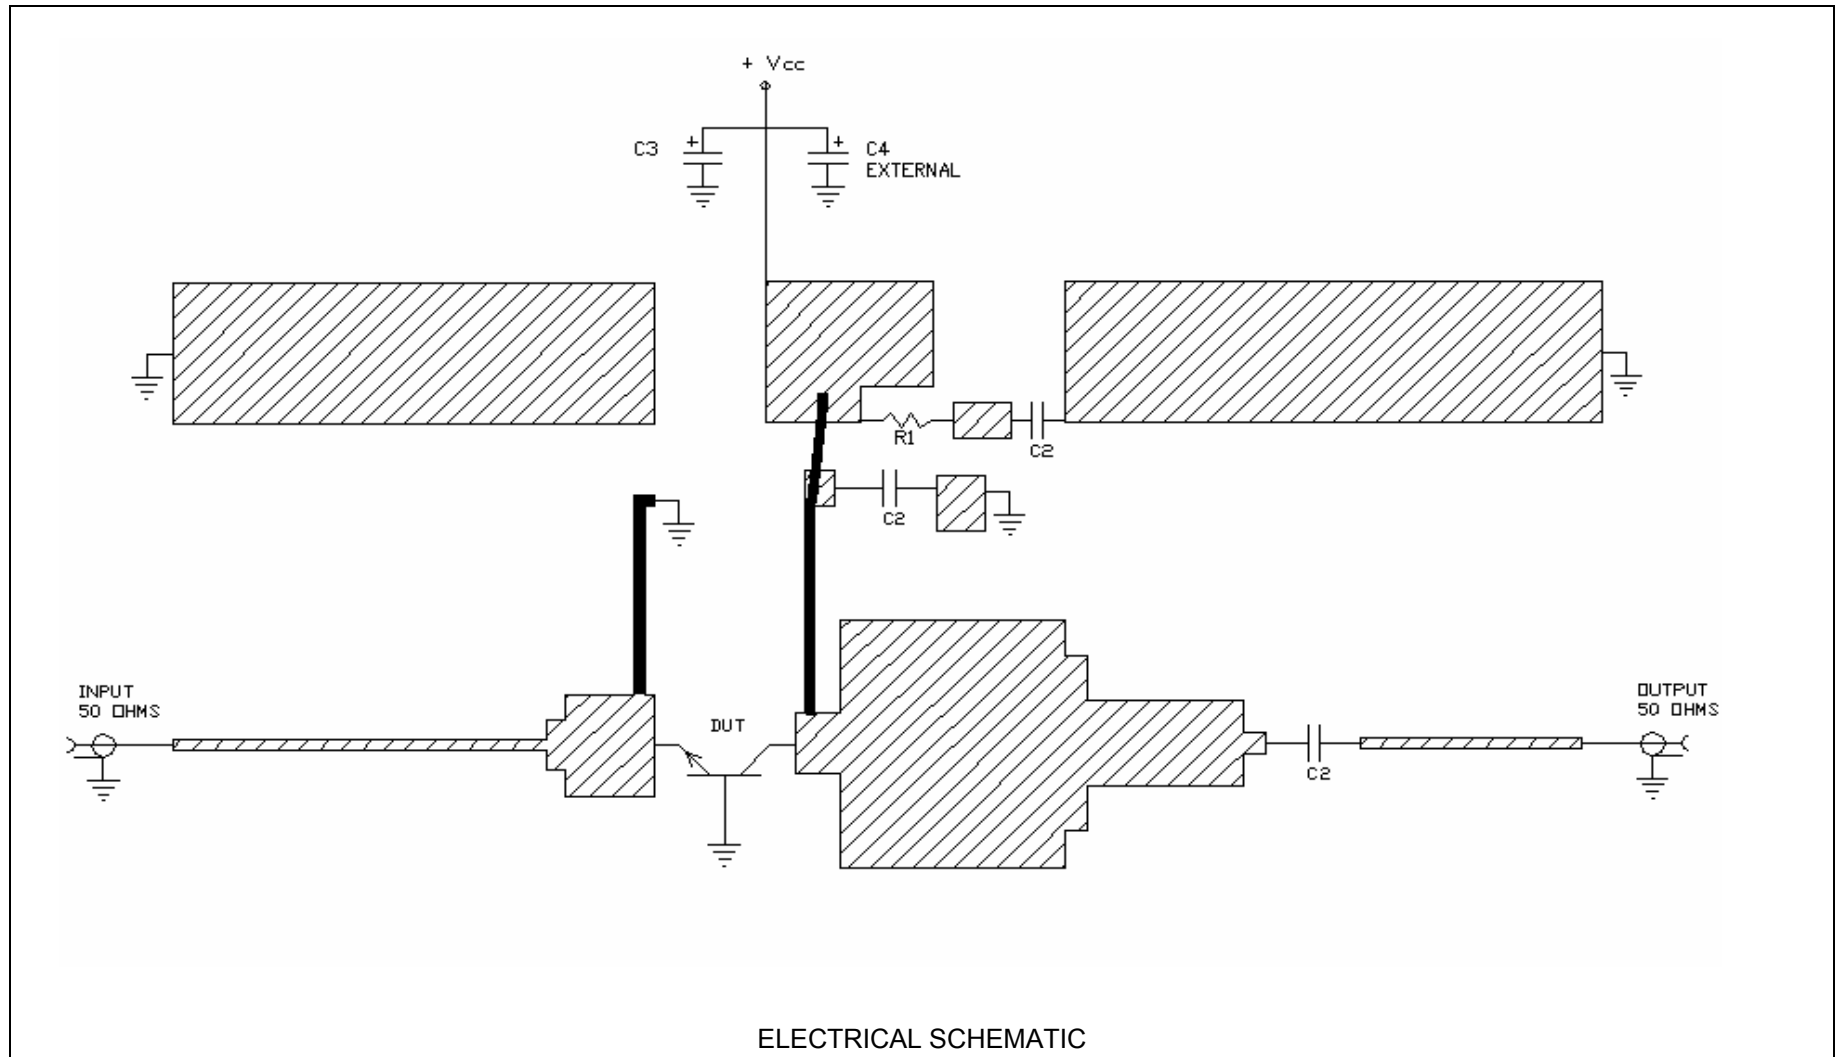 + Vcc
+
C3
+
C4
EXTERNAL
R1
C2
C2
INPUT
50 OHMS
DUT
OUTPUT
50 OHMS
C2
ELECTRICAL SCHEMATIC